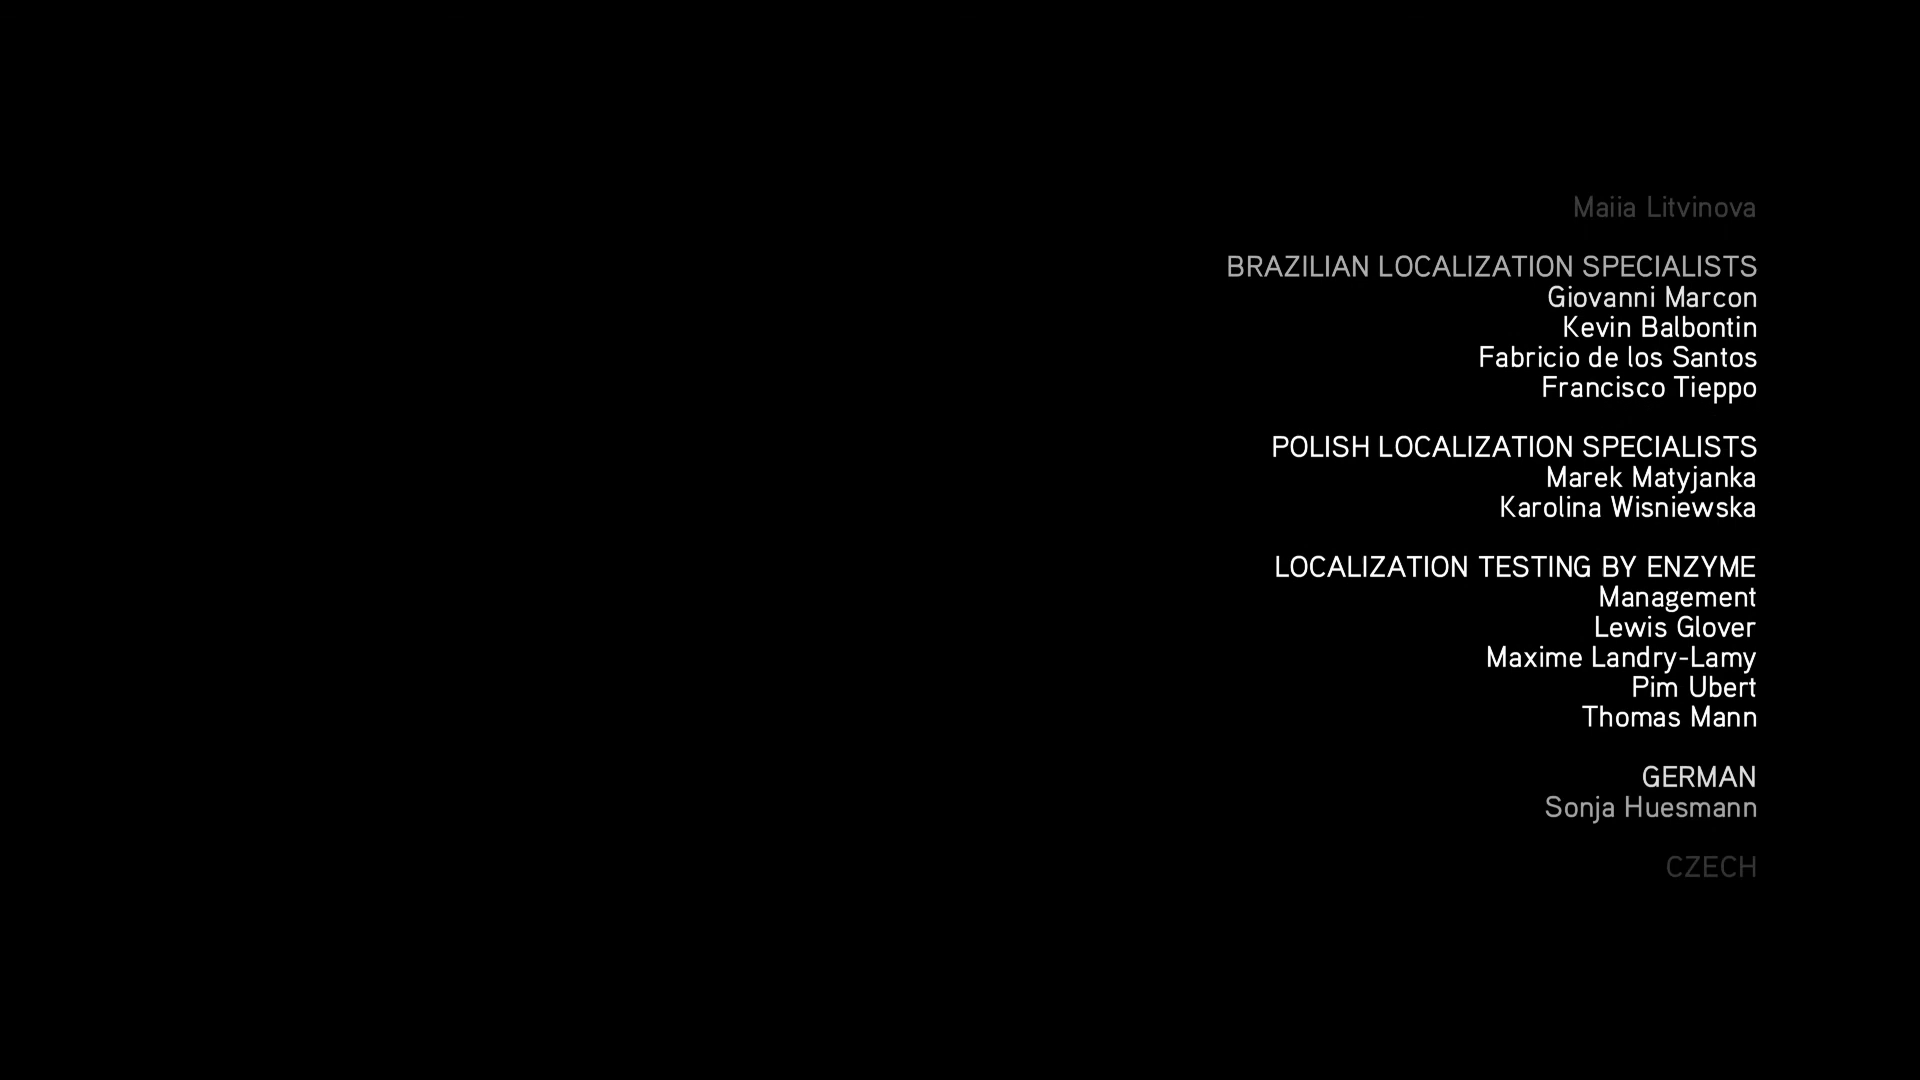 Maiia Litvinova
BRAZILIAN LOCALIZATION SPECIALISTS
Giovanni Marcon
Kevin Balbontin
Fabricio de los Santos
Francisco Tieppo
POLISH LOCALIZATION SPECIALISTS
Marek Matyjanka
Karolina Wisniewska
LOCALIZATION TESTING BY ENZYME
Management
Lewis Glover
Maxime Landry-Lamy
Pim Ubert
Thomas Mann
GERMAN
Sonja Huesmann
CZECH